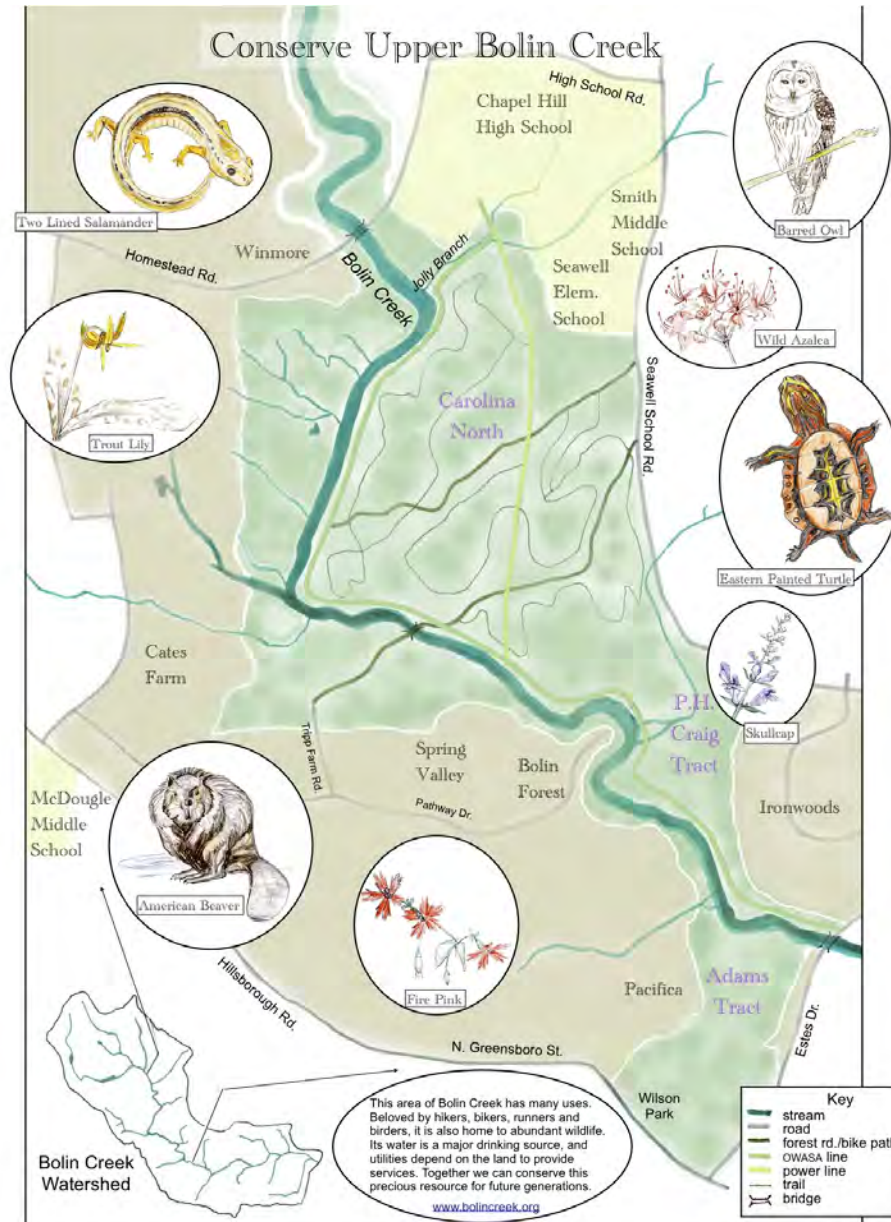 Conserve Upper Bolin Creek
High School Rd.
Chapel Hill
High School
Two Lined Salamander
Barred Owl
Smith
Middle
School
Winmore
Homestead Rd.
Bolin Creek
Jolly Branch
Seawell
Elem.
School
Wild Azalea
Trout Lily
Carolina
North
Seawell School Rd.
Eastern Painted Turtle
Cates
Farm
P.H.
Craig
Tract
Skullcap
Tripp Farm Rd.
Spring
Valley
Bolin
Forest
Pathway Dr.
Ironwoods
McDougle
Middle
School
American Beaver
Fire Pink
Hillsborough Rd.
Pacifica
Adams
Tract
Estes Dr.
N. Greensboro St.
Wilson
Park
Bolin Creek
Watershed
This area of Bolin Creek has many uses.
Beloved by hikers, bikers, runners and
birders, it is also home to abundant wildlife.
Its water is a major drinking source, and
utilities depend on the land to provide
services. Together we can conserve this
precious resource for future generations.
www.bolincreek.org
Key
stream
road
forest rd./bike path
OWASA line
power line
trail
bridge